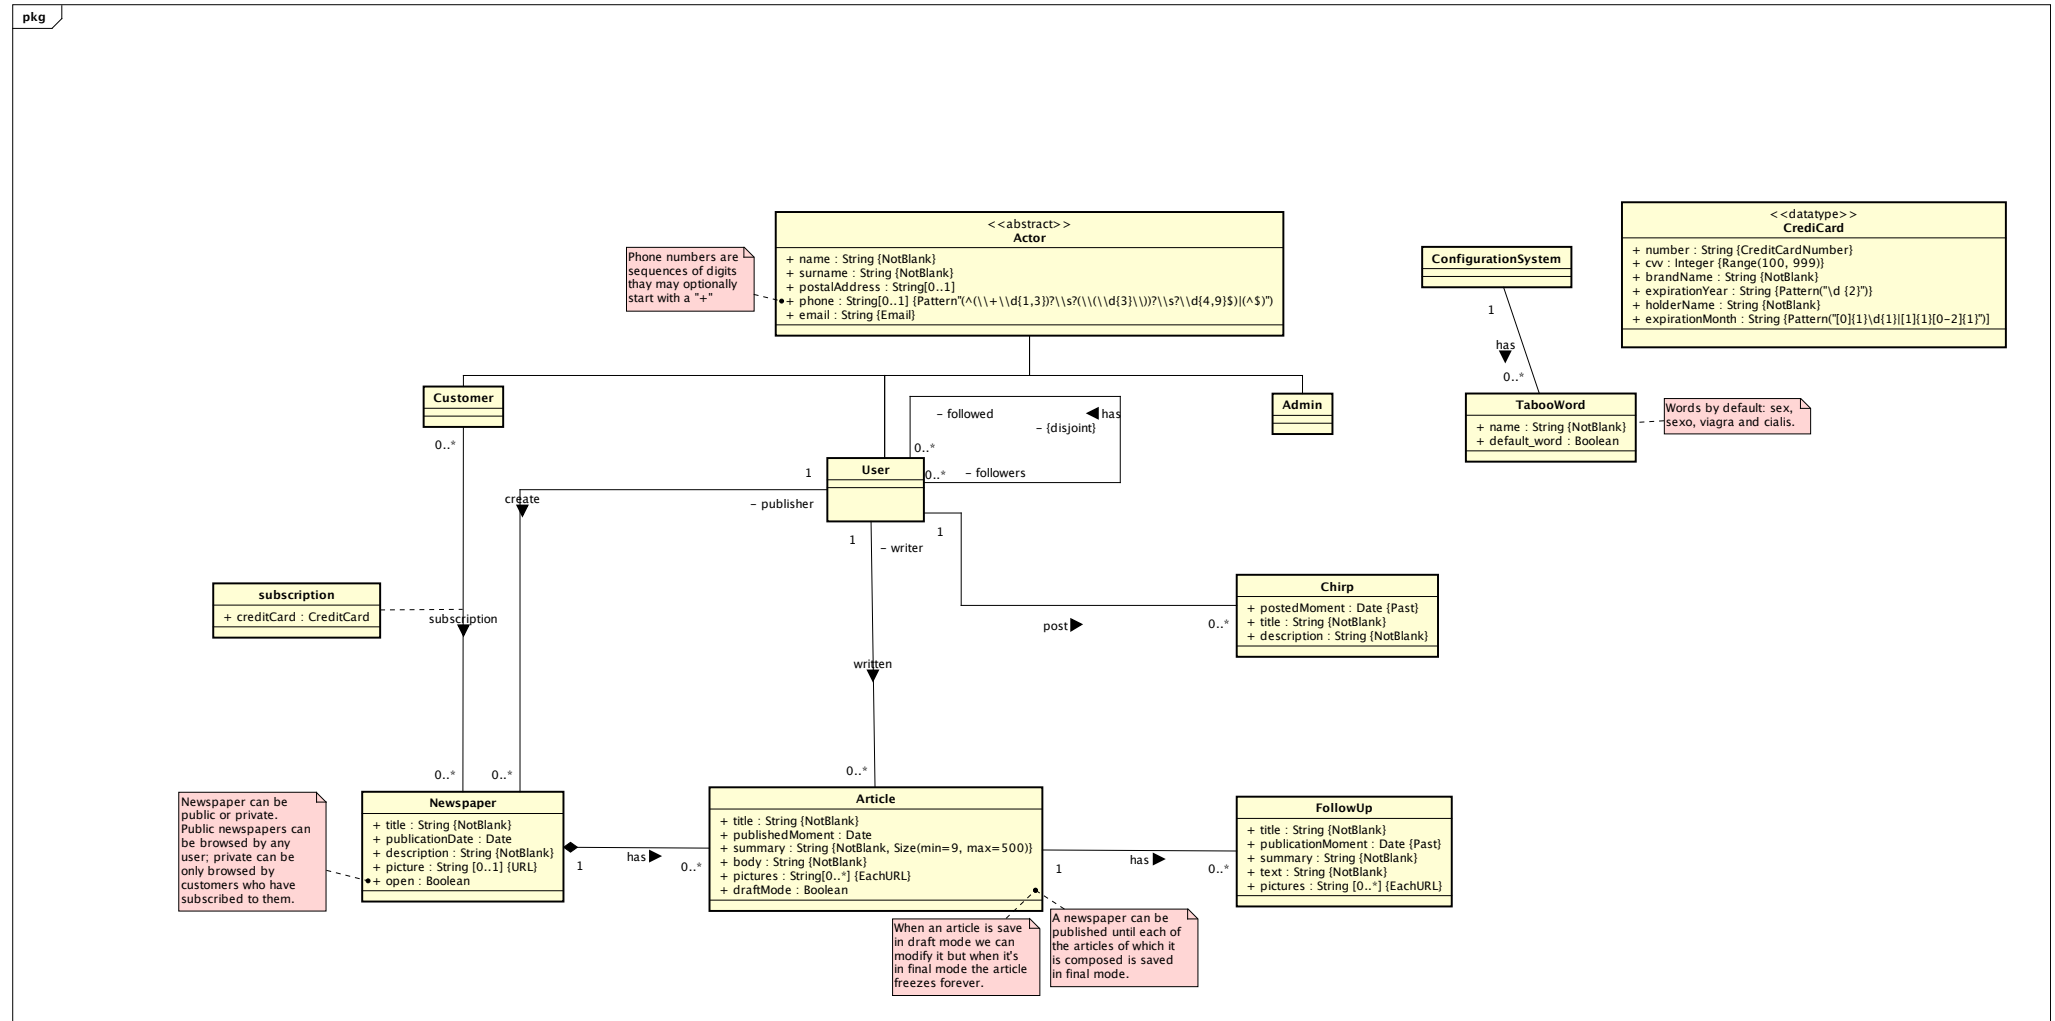 pkg
<<abstract>>
Actor
+ name : String {NotBlank}
+ surname : String {NotBlank}
+ postalAddress : String[0..1]
+ phone : String[0..1] {Pattern"(^(\\+\\d{1,3})?\\s?(\\(\\d{3}\\))?\\s?\\d{4,9}$)|(^$)")
+ email : String {Email}
Phone numbers are
sequences of digits
thay may optionally
start with a "+"
ConfigurationSystem
1
has
0..*
<<datatype>>
CrediCard
+ number : String {CreditCardNumber}
+ cvv : Integer {Range(100, 999)}
+ brandName : String {NotBlank}
+ expirationYear : String {Pattern("\d {2}")}
+ holderName : String {NotBlank}
+ expirationMonth : String {Pattern("[0]{1}\d{1}|[1]{1}[0-2]{1}")]
TabooWord
+ name : String {NotBlank}
+ default_word : Boolean
Words by default: sex,
sexo, viagra and cialis.
Customer
0..*
Admin
- followed
has
- {disjoint}
0..*
User
0..*
- followers
1
- publisher
create
1
- writer
1
subscription
+ creditCard : CreditCard
subscription
Chirp
+ postedMoment : Date {Past}
+ title : String {NotBlank}
+ description : String {NotBlank}
post
0..*
written
0..*
0..*
0..*
Newspaper can be
public or private.
Public newspapers can
be browsed by any
user; private can be
only browsed by
customers who have
subscribed to them.
Newspaper
+ title : String {NotBlank}
+ publicationDate : Date
+ description : String {NotBlank}
+ picture : String [0..1] {URL}
+ open : Boolean
1
has
0..*
Article
+ title : String {NotBlank}
+ publishedMoment : Date
+ summary : String {NotBlank, Size(min=9, max=500)}
+ body : String {NotBlank}
+ pictures : String[0..*] {EachURL}
+ draftMode : Boolean
1
has
0..*
FollowUp
+ title : String {NotBlank}
+ publicationMoment : Date {Past}
+ summary : String {NotBlank}
+ text : String {NotBlank}
+ pictures : String [0..*] {EachURL}
When an article is save
in draft mode we can
modify it but when it's
in final mode the article
freezes forever.
A newspaper can be
published until each of
the articles of which it
is composed is saved
in final mode.